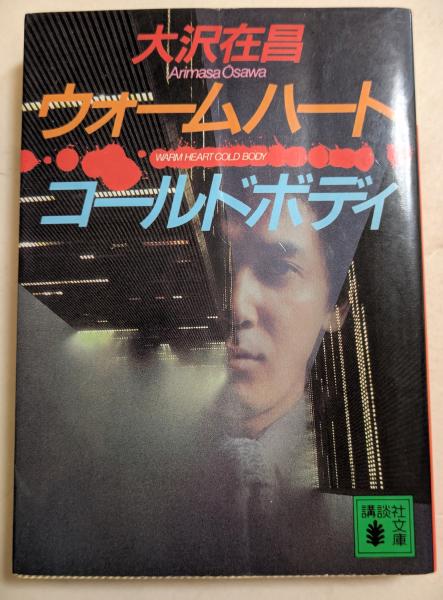 大沢在昌
Arimasa Ōsawa
ウォームハート
WARM HEART COLD BODY
コールドボディ
講談社
文庫